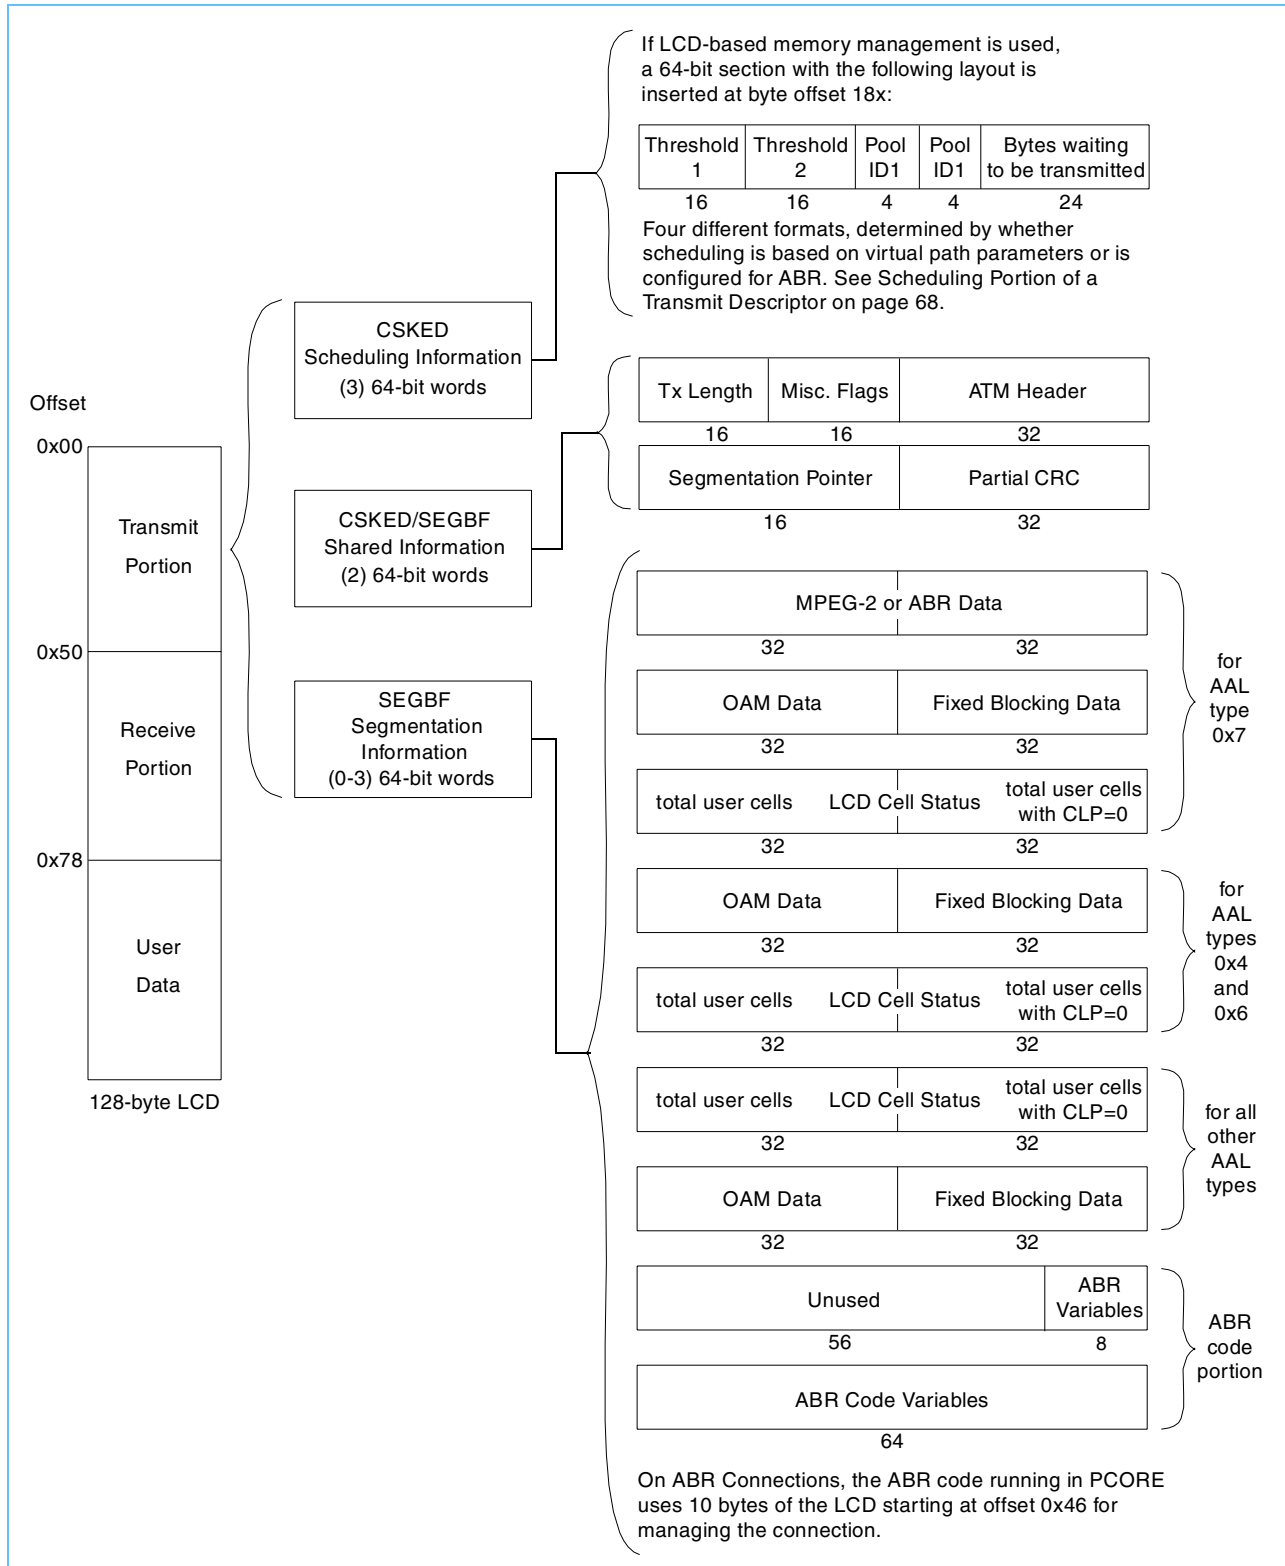 If LCD-based memory management is used,
a 64-bit section with the following layout is
inserted at byte offset 18x:
Threshold 1
Threshold 2
Pool ID1
Pool ID1
Bytes waiting to be transmitted
16 16 4 4 24
Four different formats, determined by whether
scheduling is based on virtual path parameters or is
configured for ABR. See Scheduling Portion of a
Transmit Descriptor on page 68.
CSKED
Scheduling Information
(3) 64-bit words
Tx Length Misc. Flags ATM Header
16 16 32
Segmentation Pointer Partial CRC
16 32
CSKED/SEGBF
Shared Information
(2) 64-bit words
Offset
0x00
Transmit
Portion
0x50
Receive
Portion
0x78
User
Data
128-byte LCD
SEGBF
Segmentation
Information
(0-3) 64-bit words
MPEG-2 or ABR Data
32 32
OAM Data Fixed Blocking Data
32 32
total user cells LCD Cell Status total user cells with CLP=0
32 32
for
AAL
type
0x7
OAM Data Fixed Blocking Data
32 32
total user cells LCD Cell Status total user cells with CLP=0
32 32
for
AAL
types
0x4
and
0x6
total user cells LCD Cell Status total user cells with CLP=0
32 32
OAM Data Fixed Blocking Data
32 32
for all
other
AAL
types
Unused ABR Variables
56 8
ABR Code Variables
64
ABR
code
portion
On ABR Connections, the ABR code running in PCORE
uses 10 bytes of the LCD starting at offset 0x46 for
managing the connection.